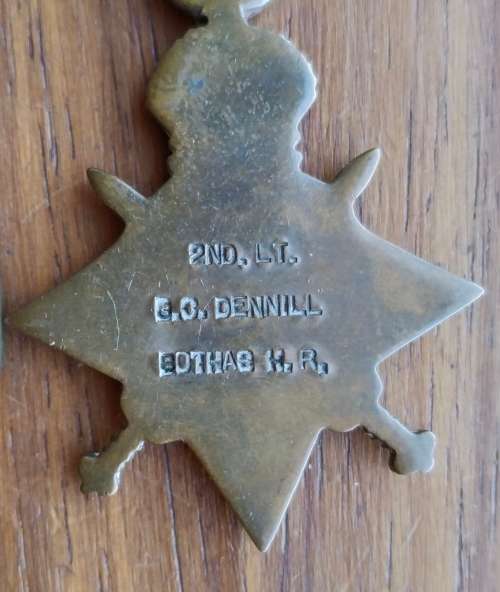 2ND. LT.
G.C. DENNILL
BOTHAS H. R.